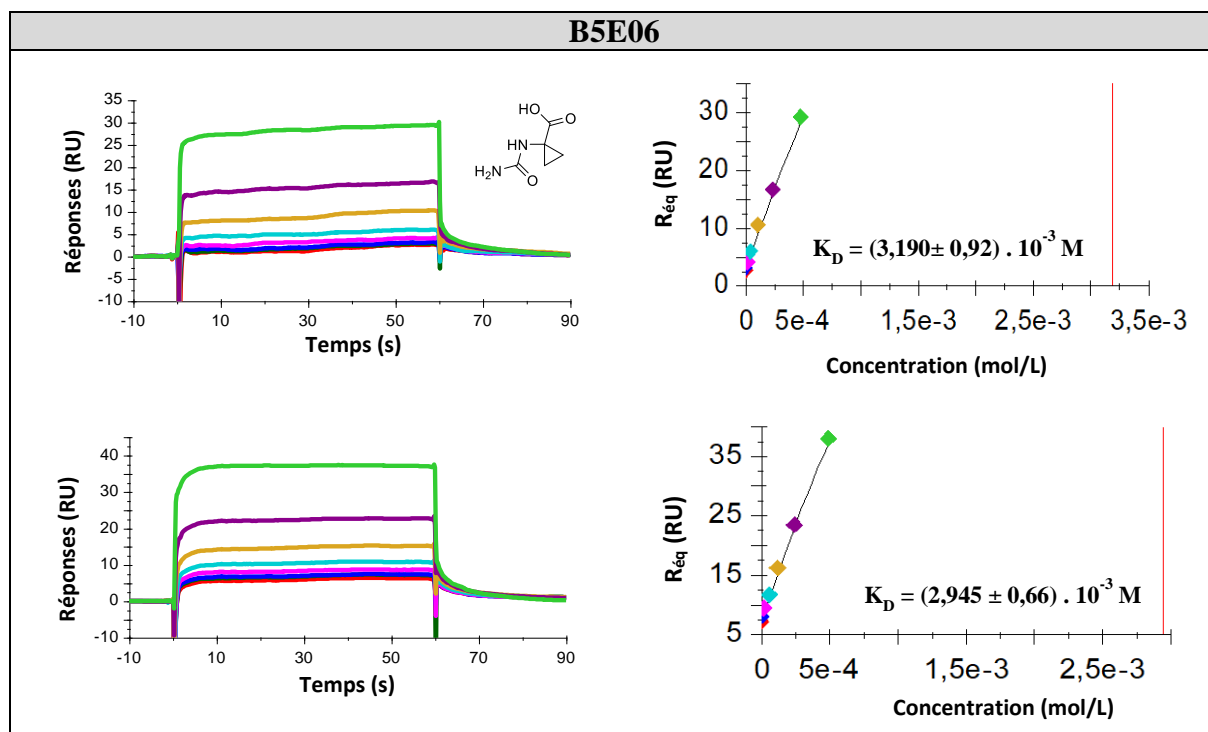 B5E06
35
30
25
20
15
10
5
0
-5
-10
-10 10 30 50 70 90
Réponses (RU)
Temps (s)
HO
O
HN
H2N
O
30
20
10
0
0 5e-4 1,5e-3 2,5e-3 3,5e-3
Réq (RU)
KD = (3,190± 0,92) . 10-3 M
Concentration (mol/L)
40
30
20
10
0
-10
-10 10 30 50 70 90
Réponses (RU)
Temps (s)
35
25
15
5
0 5e-4 1,5e-3 2,5e-3
Réq (RU)
KD = (2,945 ± 0,66) . 10-3 M
Concentration (mol/L)